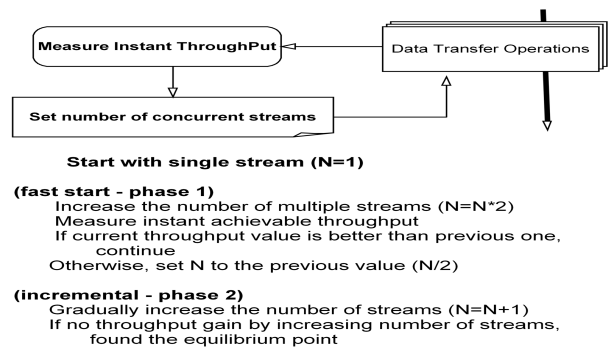 Measure Instant ThroughPut
Data Transfer Operations
Set number of concurrent streams
Start with single stream (N=1)
(fast start - phase 1)
Increase the number of multiple streams (N=N*2)
Measure instant achievable throughput
If current throughput value is better than previous one,
continue
Otherwise, set N to the previous value (N/2)
(incremental - phase 2)
Gradually increase the number of streams (N=N+1)
If no throughput gain by increasing number of streams,
found the equilibrium point